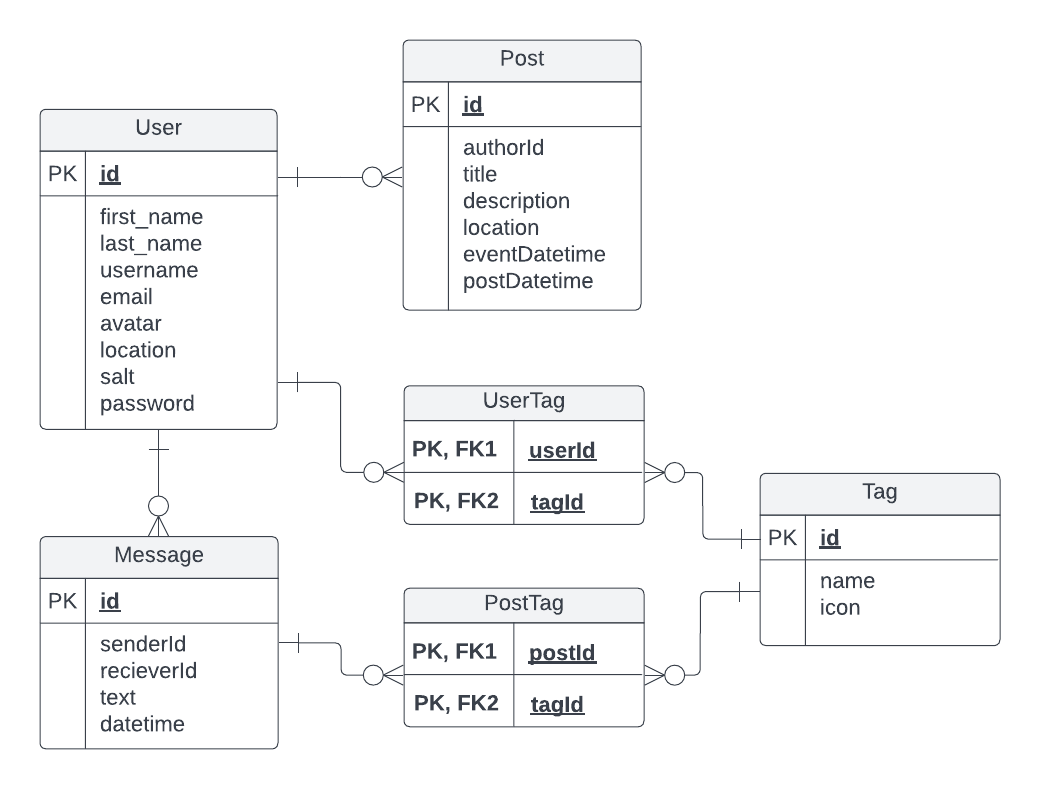 Post
PK id
authorId
title
description
location
eventDatetime
postDatetime
User
PK id
first_name
last_name
username
email
avatar
location
salt
password
UserTag
PK, FK1 userId
PK, FK2 tagId
Tag
PK id
name
icon
Message
PK id
senderId
recieverId
text
datetime
PostTag
PK, FK1 postId
PK, FK2 tagId